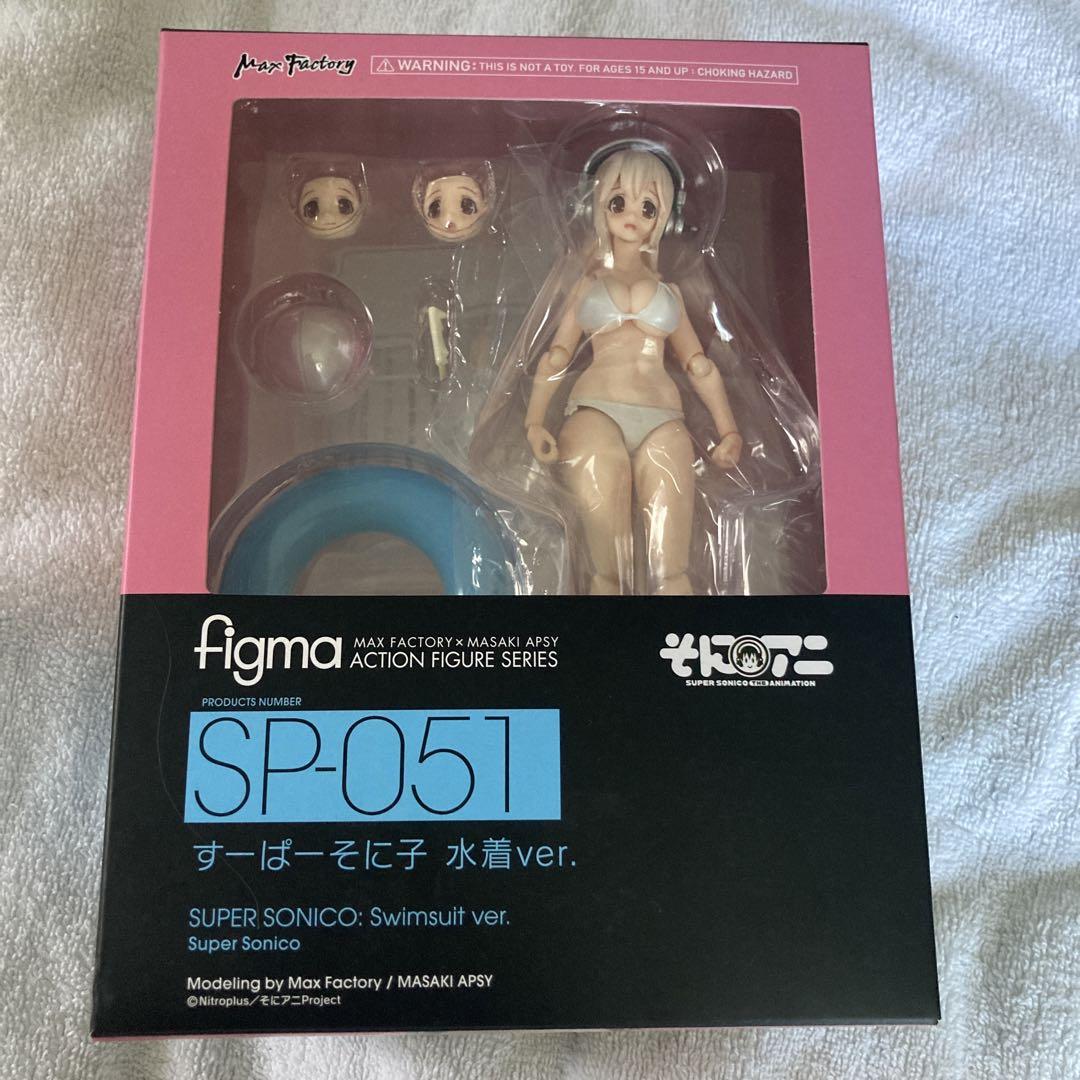 Max Factory
⚠ WARNING: THIS IS NOT A TOY. FOR AGES 15 AND UP : CHOKING HAZARD
figma
MAX FACTORY × MASAKI APSY
ACTION FIGURE SERIES
そにアニ
SUPER SONICO THE ANIMATION
PRODUCTS NUMBER
SP-051
すーぱーそに子 水着ver.
SUPER SONICO: Swimsuit ver.
Super Sonico
Modeling by Max Factory / MASAKI APSY
©Nitroplus/そにアニProject